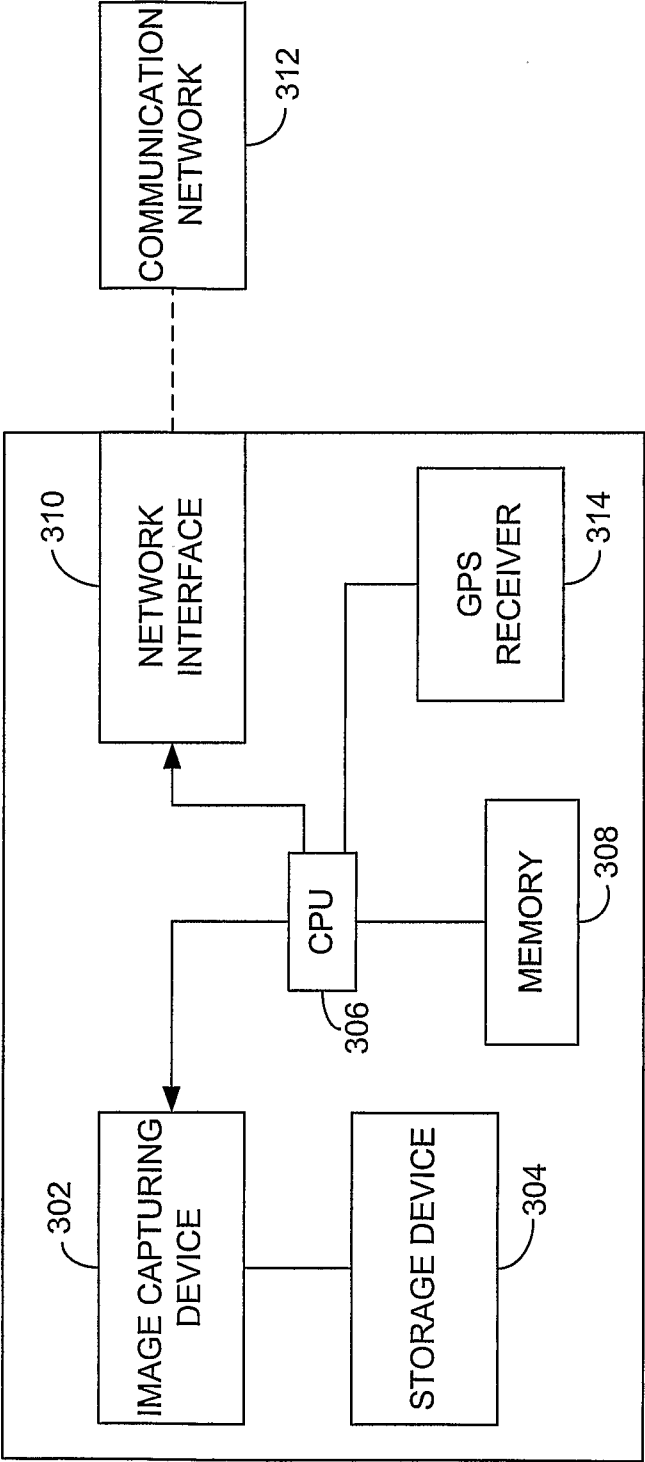 302
IMAGE CAPTURING
DEVICE
310
NETWORK
INTERFACE
COMMUNICATION
NETWORK
312
CPU
306
STORAGE DEVICE
304
MEMORY
308
GPS
RECEIVER
314